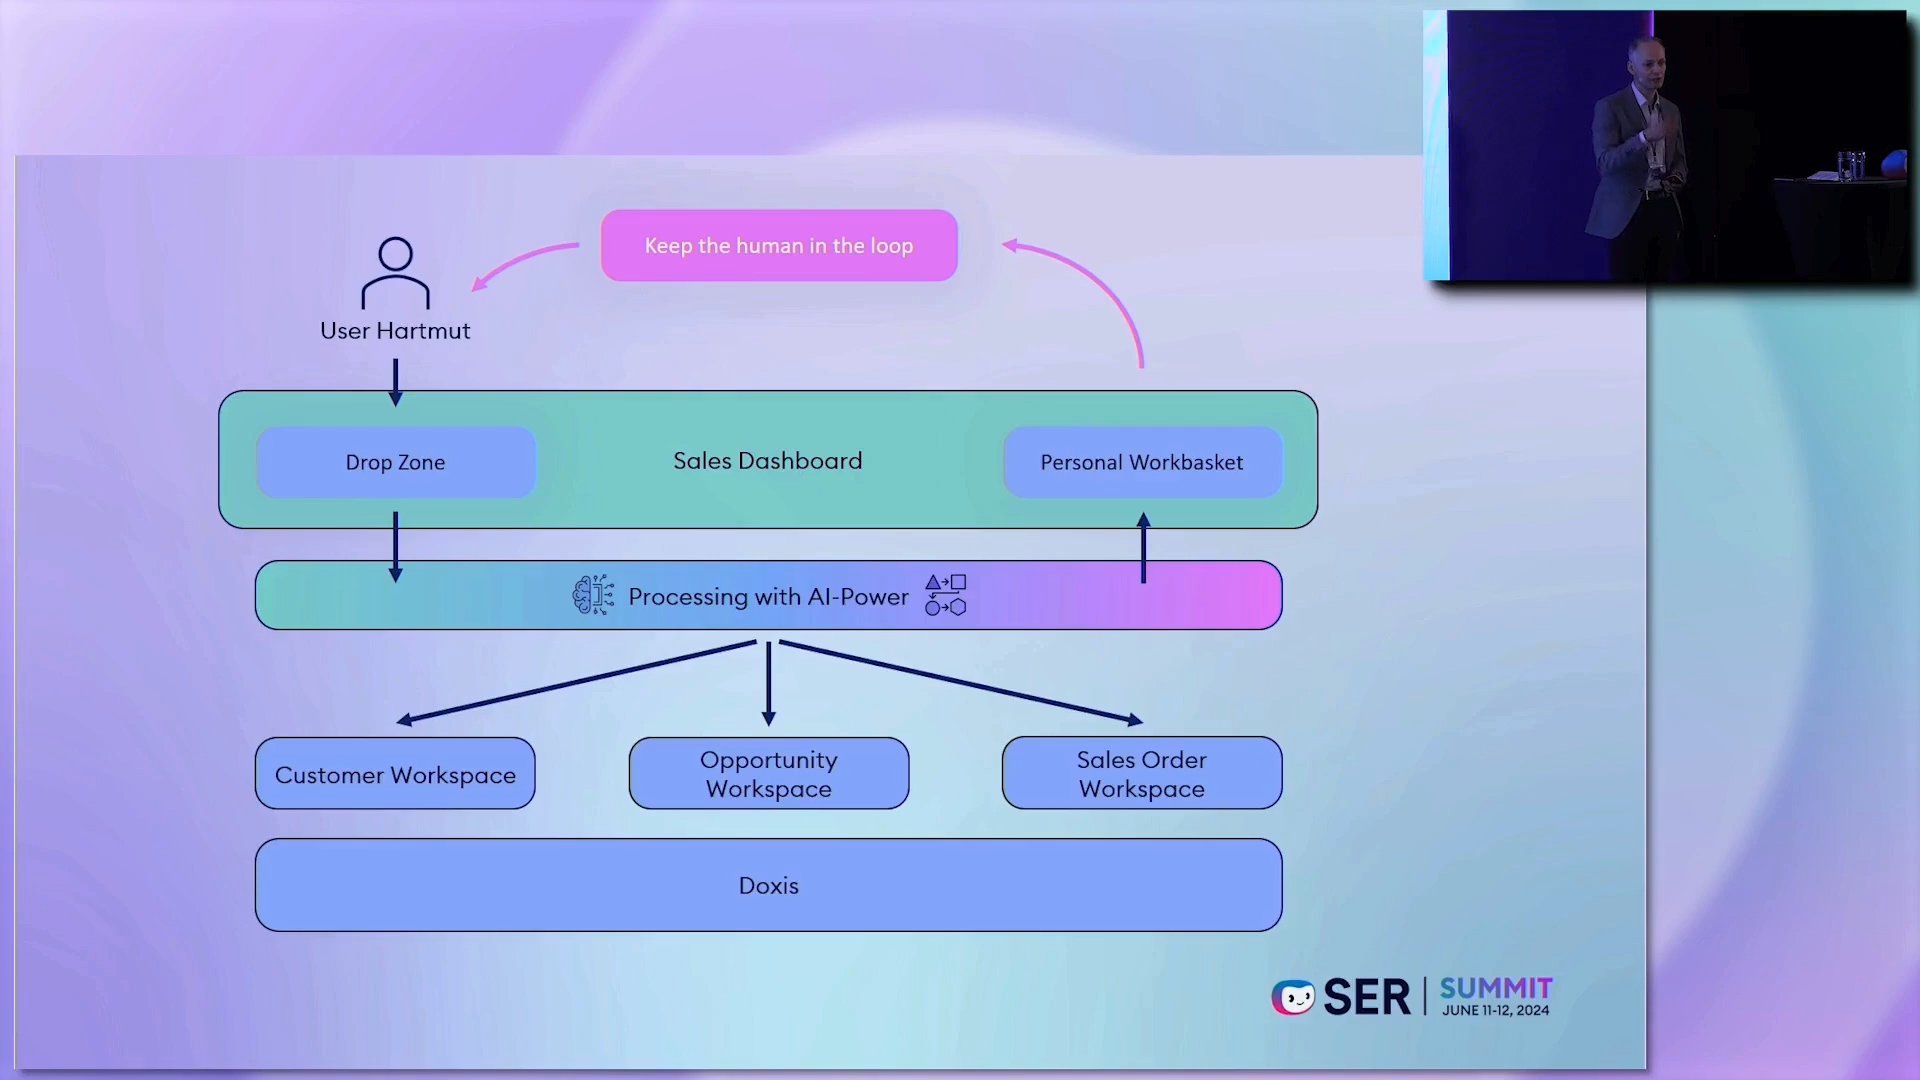 Keep the human in the loop
User Hartmut
Drop Zone
Sales Dashboard
Personal Workbasket
Processing with AI-Power
Customer Workspace
Opportunity
Workspace
Sales Order
Workspace
Doxis
SER
SUMMIT
JUNE 11-12, 2024